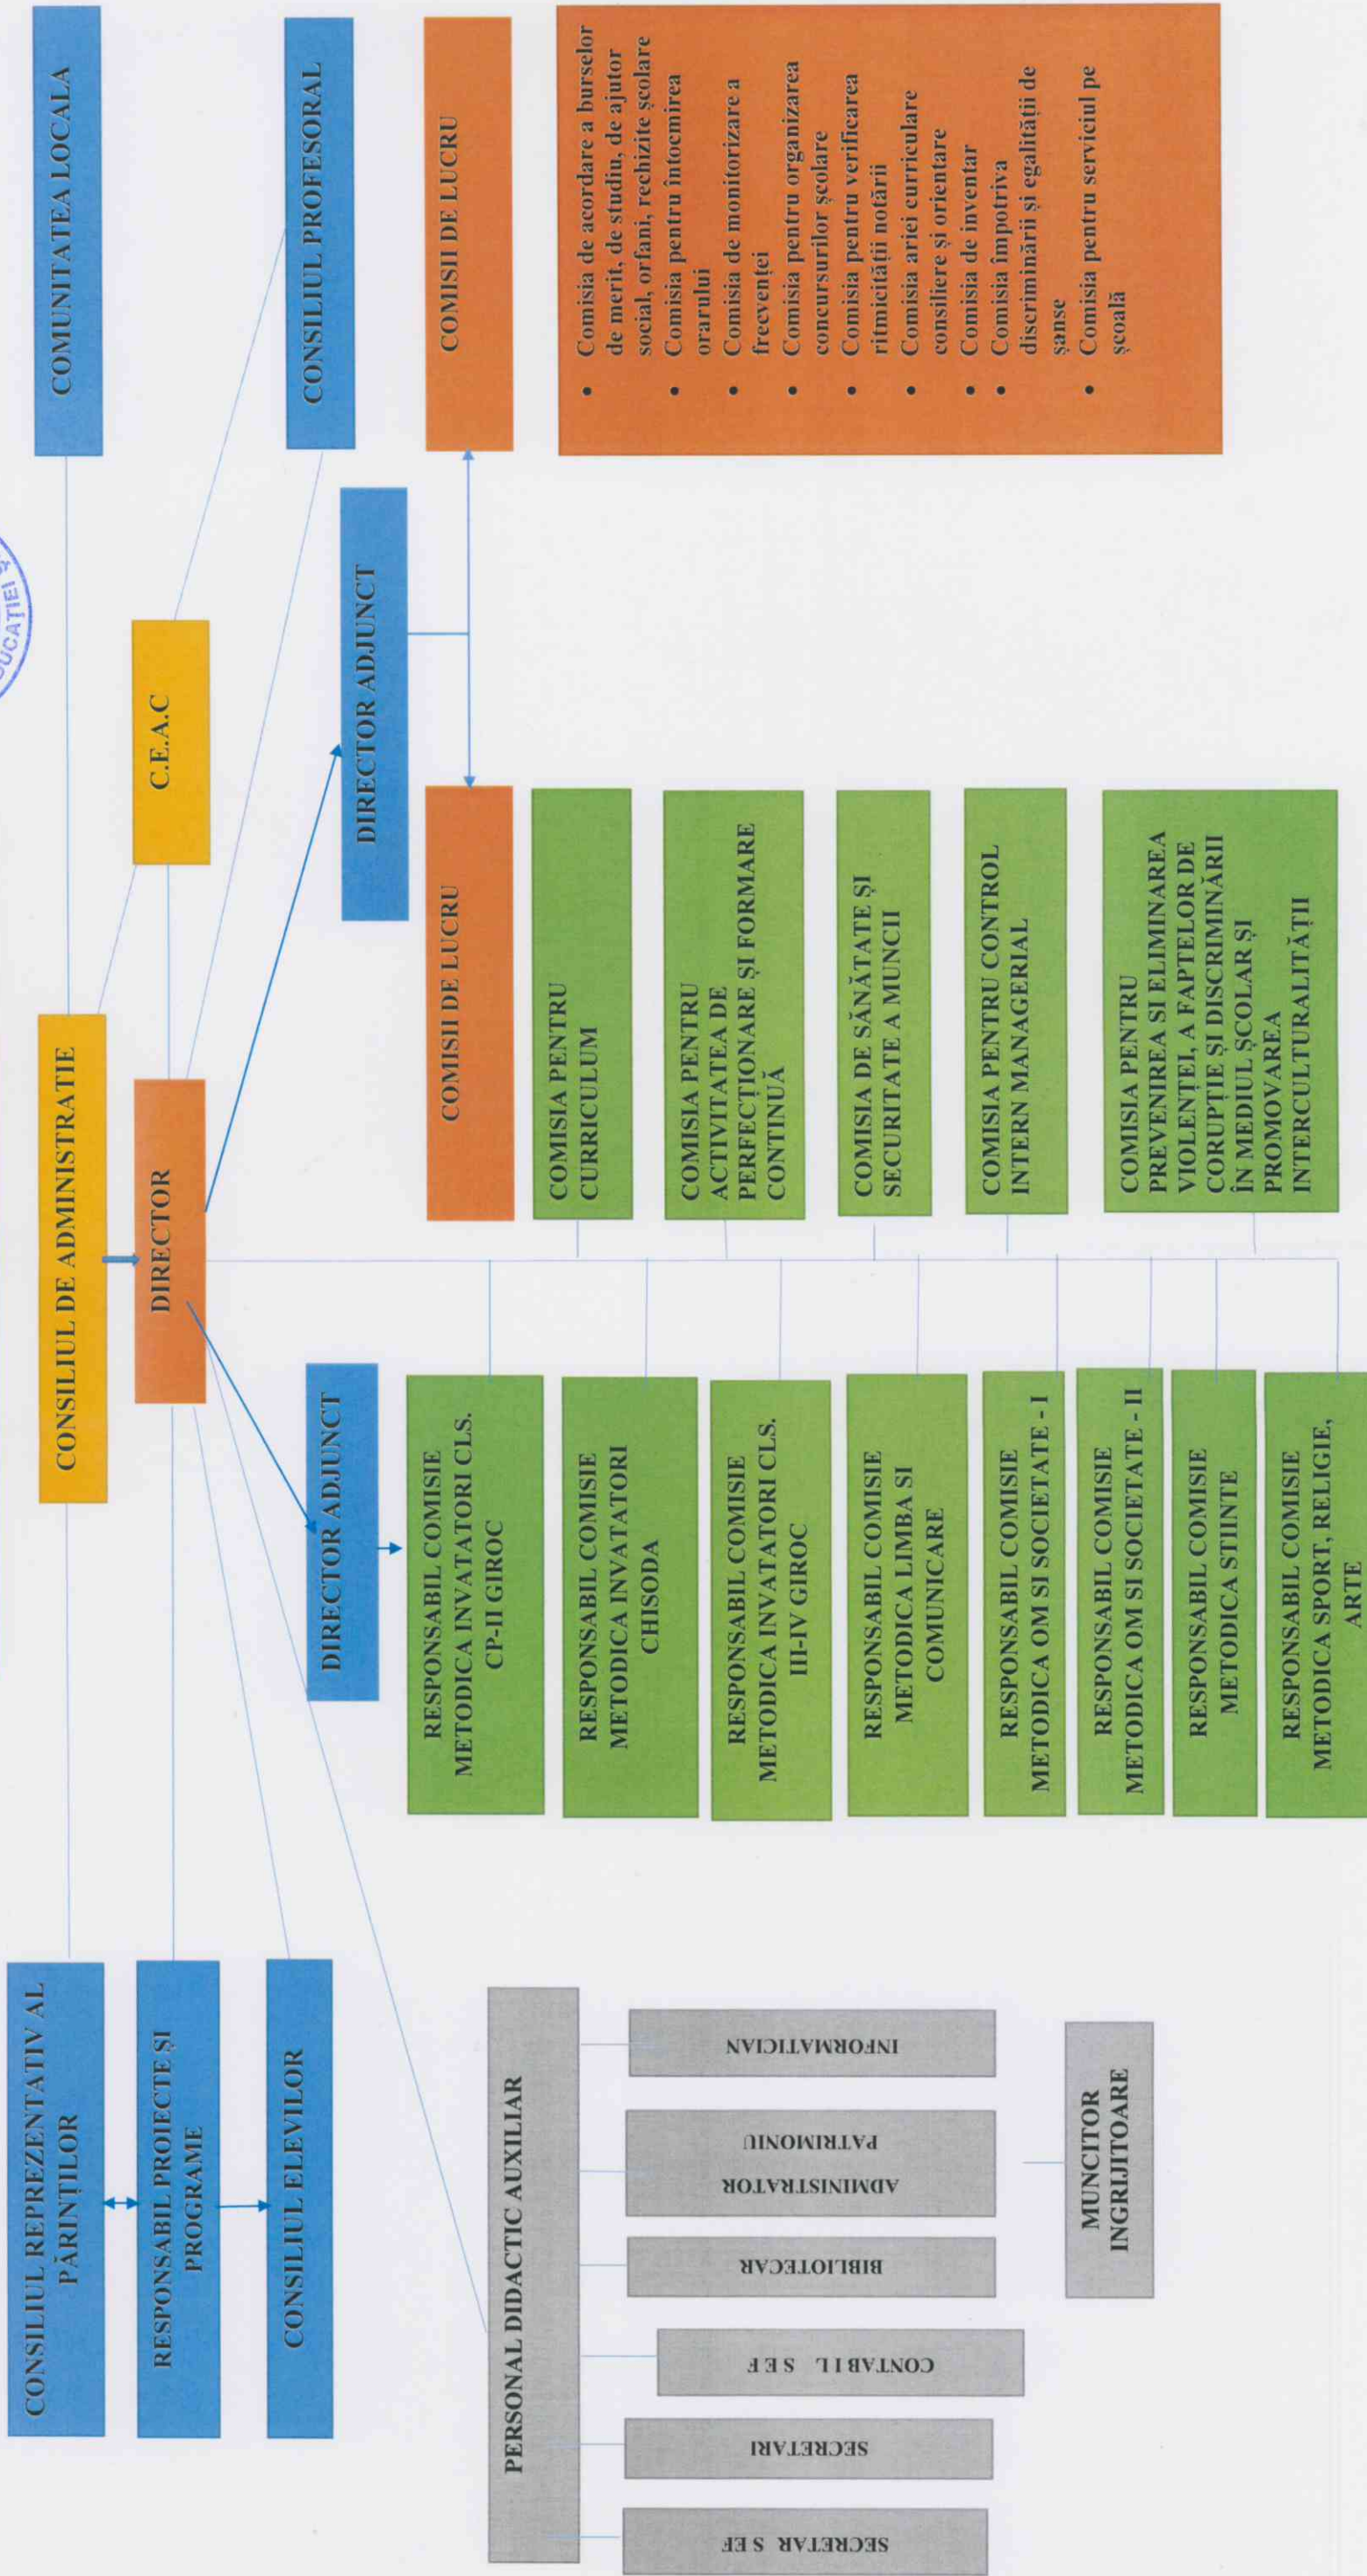 UCAȚIEI
CONSILIUL REPREZENTATIV AL
PĂRINȚILOR
CONSILIUL DE ADMINISTRATIE
COMUNITATEA LOCALA
RESPONSABIL PROIECTE ȘI
PROGRAME
DIRECTOR
C.E.A.C
CONSILIUL ELEVILOR
CONSILIUL PROFESORAL
DIRECTOR ADJUNCT
DIRECTOR ADJUNCT
PERSONAL DIDACTIC AUXILIAR
SECRETAR SEF
SECRETARI
CONTABIL SEF
BIBLIOTECAR
ADMINISTRATOR
PATRIMONIU
INFORMATICIAN
MUNCITOR
INGRIJITOARE
RESPONSABIL COMISIE
METODICA INVATATORI CLS.
CP-II GIROC
RESPONSABIL COMISIE
METODICA INVATATORI
CHISODA
RESPONSABIL COMISIE
METODICA INVATATORI CLS.
III-IV GIROC
RESPONSABIL COMISIE
METODICA LIMBA SI
COMUNICARE
RESPONSABIL COMISIE
METODICA OM SI SOCIETATE - I
RESPONSABIL COMISIE
METODICA OM SI SOCIETATE - II
RESPONSABIL COMISIE
METODICA STIINTE
RESPONSABIL COMISIE
METODICA SPORT, RELIGIE,
ARTE
COMISII DE LUCRU
COMISIA PENTRU
CURRICULUM
COMISIA PENTRU
ACTIVITATEA DE
PERFECȚIONARE ȘI FORMARE
CONTINUĂ
COMISIA DE SĂNĂTATE ȘI
SECURITATE A MUNCII
COMISIA PENTRU CONTROL
INTERN MANAGERIAL
COMISIA PENTRU
PREVENIREA SI ELIMINAREA
VIOLENȚEI, A FAPTELOR DE
CORUPȚIE ȘI DISCRIMINĂRII
ÎN MEDIUL ȘCOLAR ȘI
PROMOVAREA
INTERCULTURALITĂȚII
COMISII DE LUCRU
• Comisia de acordare a burselor
de merit, de studiu, de ajutor
social, orfani, rechizite școlare
• Comisia pentru întocmirea
orarului
• Comisia de monitorizare a
frecvenței
• Comisia pentru organizarea
concursurilor școlare
• Comisia pentru verificarea
ritmicității notării
• Comisia ariei curriculare
consiliere și orientare
• Comisia de inventar
• Comisia împotriva
discriminării și egalității de
șanse
• Comisia pentru serviciul pe
școală